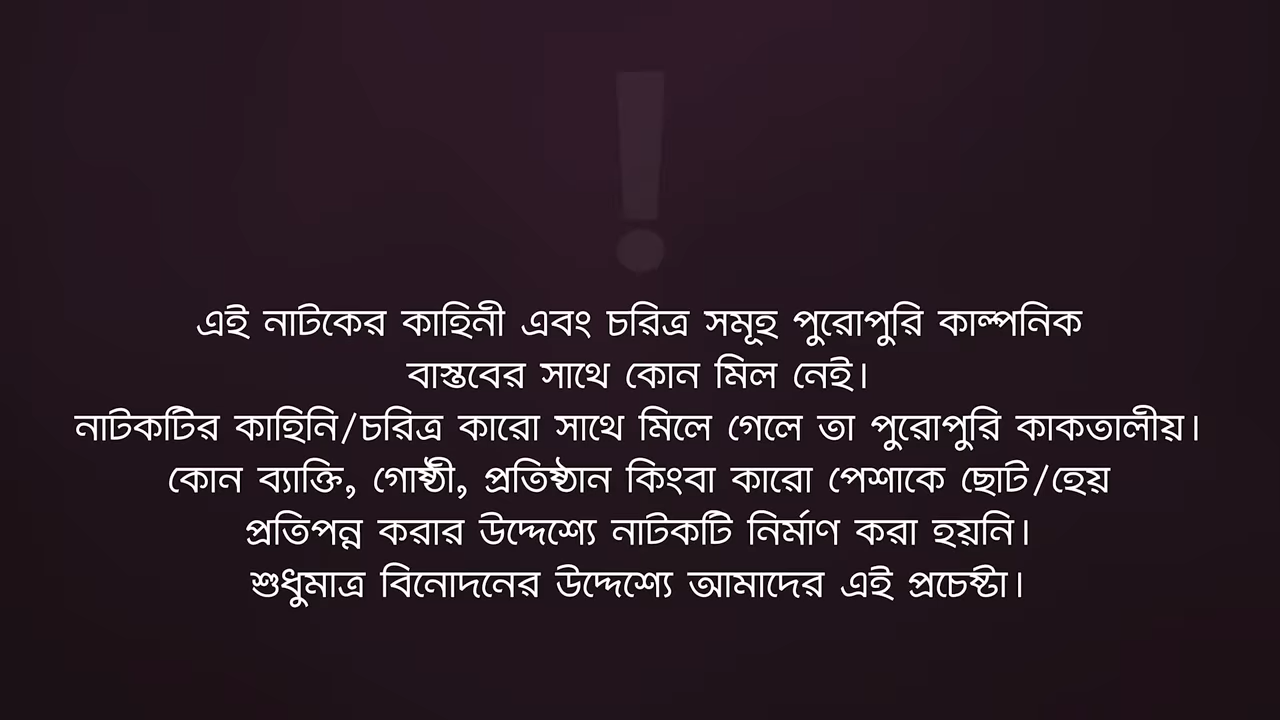 এই নাটকের কাহিনী এবং চরিত্র সমূহ পুরোপুরি কাল্পনিক
বাস্তবের সাথে কোন মিল নেই।
নাটকটির কাহিনি/চরিত্র কারো সাথে মিলে গেলে তা পুরোপুরি কাকতালীয়।
কোন ব্যাক্তি, গোষ্ঠী, প্রতিষ্ঠান কিংবা কারো পেশাকে ছোট/হেয়
প্রতিপন্ন করার উদ্দেশ্যে নাটকটি নির্মাণ করা হয়নি।
শুধুমাত্র বিনোদনের উদ্দেশ্যে আমাদের এই প্রচেষ্টা।